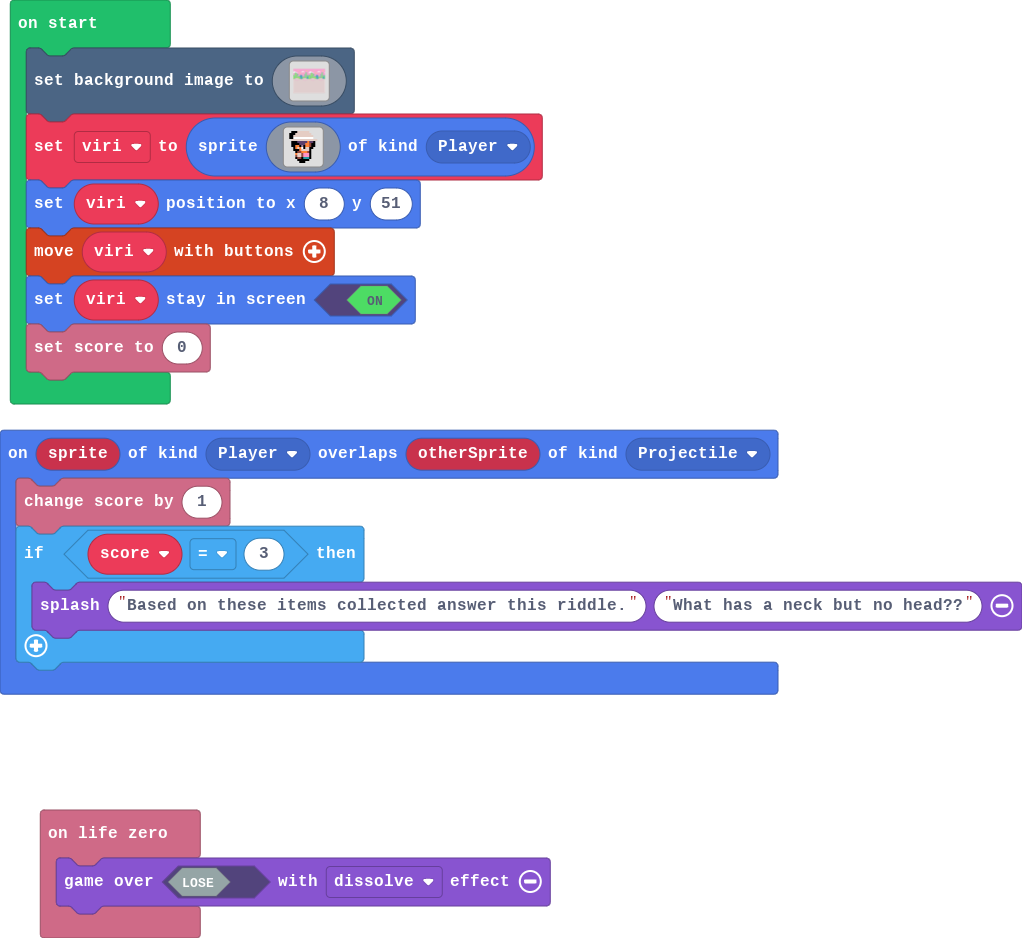 on start
set background image to
set viri to sprite of kind Player
set viri position to x 8 y 51
move viri with buttons
set viri stay in screen ON
set score to 0
on sprite of kind Player overlaps otherSprite of kind Projectile
change score by 1
if score = 3 then
splash "Based on these items collected answer this riddle." "What has a neck but no head??"
on life zero
game over LOSE with dissolve effect